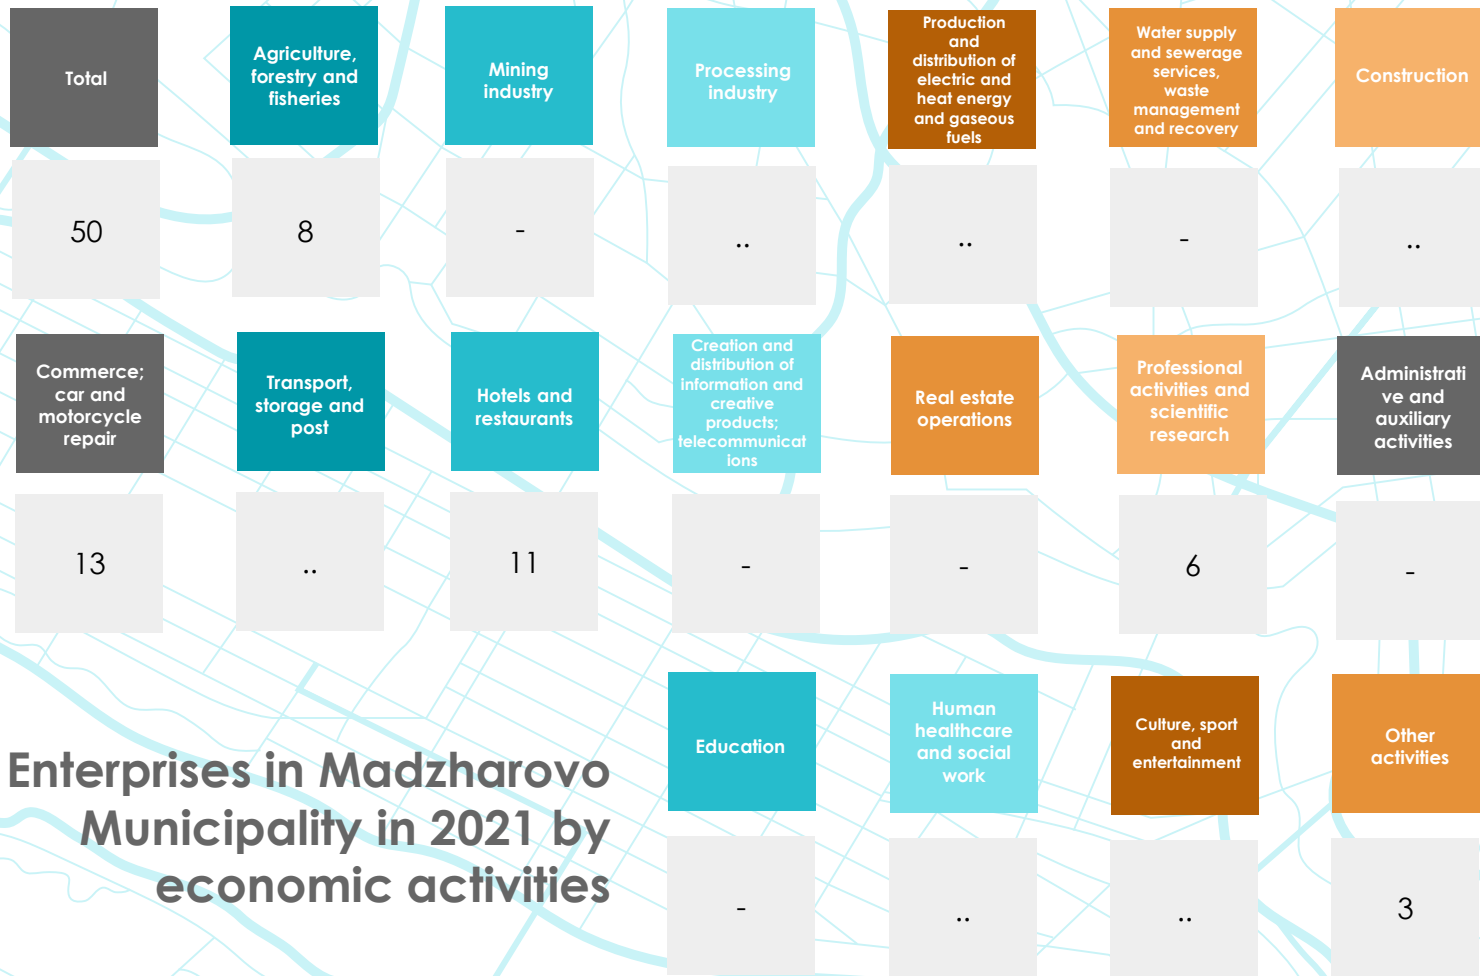 Total
Agriculture,
forestry and
fisheries
Mining
industry
Processing
industry
Production
and
distribution of
electric and
heat energy
and gaseous
fuels
Water supply
and sewerage
services,
waste
management
and recovery
Construction
50
8
-
..
..
-
..
Commerce;
car and
motorcycle
repair
Transport,
storage and
post
Hotels and
restaurants
Creation and
distribution of
information and
creative
products;
telecommunicat
ions
Real estate
operations
Professional
activities and
scientific
research
Administrati
ve and
auxiliary
activities
13
..
11
-
-
6
-
Education
Human
healthcare
and social
work
Culture, sport
and
entertainment
Other
activities
-
..
..
3
Enterprises in Madzharovo
Municipality in 2021 by
economic activities